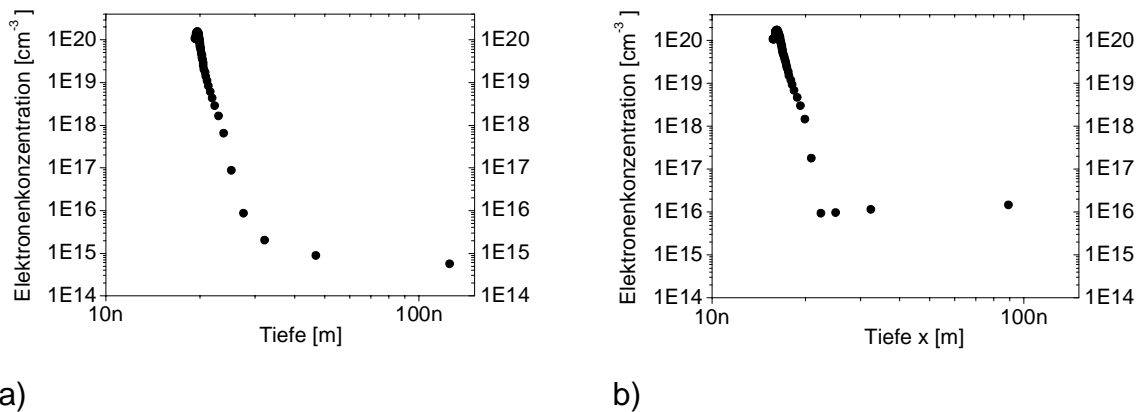 Elektronenkonzentration [cm⁻³]
1E20
1E19
1E18
1E17
1E16
1E15
1E14
1E20
1E19
1E18
1E17
1E16
1E15
1E14
10n
100n
Tiefe [m]
a)
Elektronenkonzentration [cm⁻³]
1E20
1E19
1E18
1E17
1E16
1E15
1E14
1E20
1E19
1E18
1E17
1E16
1E15
1E14
10n
100n
Tiefe x [m]
b)